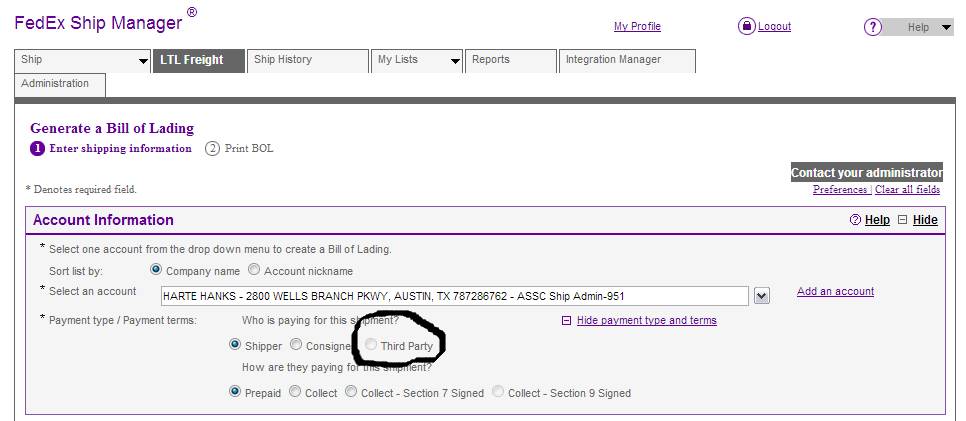 FedEx Ship Manager ®
My Profile
Logout
? Help
Ship
LTL Freight
Ship History
My Lists
Reports
Integration Manager
Administration
Generate a Bill of Lading
1 Enter shipping information 2 Print BOL
Contact your administrator
* Denotes required field.
Preferences | Clear all fields
Account Information
? Help Hide
* Select one account from the drop down menu to create a Bill of Lading.
Sort list by: Company name Account nickname
* Select an account HARTE HANKS - 2800 WELLS BRANCH PKWY, AUSTIN, TX 787286762 - ASSC Ship Admin-951 Add an account
* Payment type / Payment terms: Who is paying for this shipment? Hide payment type and terms
Shipper Consignee Third Party
How are they paying for this shipment?
Prepaid Collect Collect - Section 7 Signed Collect - Section 9 Signed